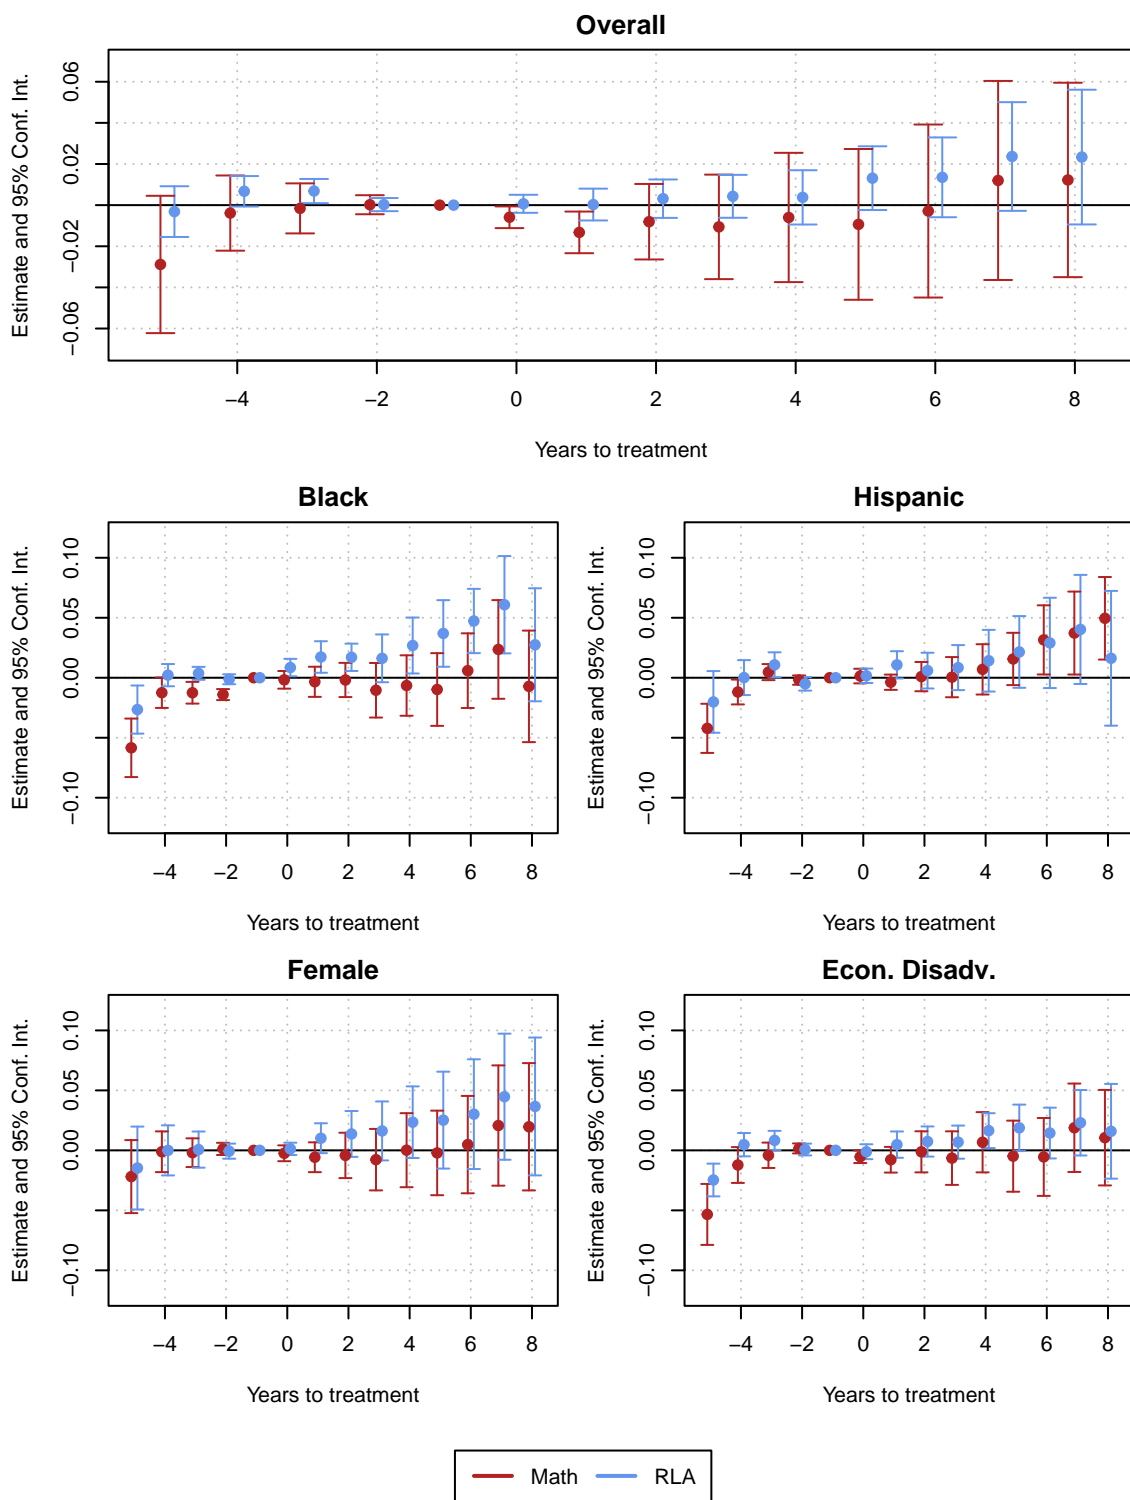 Overall
Estimate and 95% Conf. Int.
0.06
0.02
−0.02
−0.06
−4 −2 0 2 4 6 8
Years to treatment
Black
Estimate and 95% Conf. Int.
0.10
0.05
0.00
−0.10
−4 −2 0 2 4 6 8
Years to treatment
Hispanic
Estimate and 95% Conf. Int.
0.10
0.05
0.00
−0.10
−4 −2 0 2 4 6 8
Years to treatment
Female
Estimate and 95% Conf. Int.
0.10
0.05
0.00
−0.10
−4 −2 0 2 4 6 8
Years to treatment
Econ. Disadv.
Estimate and 95% Conf. Int.
0.10
0.05
0.00
−0.10
−4 −2 0 2 4 6 8
Years to treatment
Math RLA